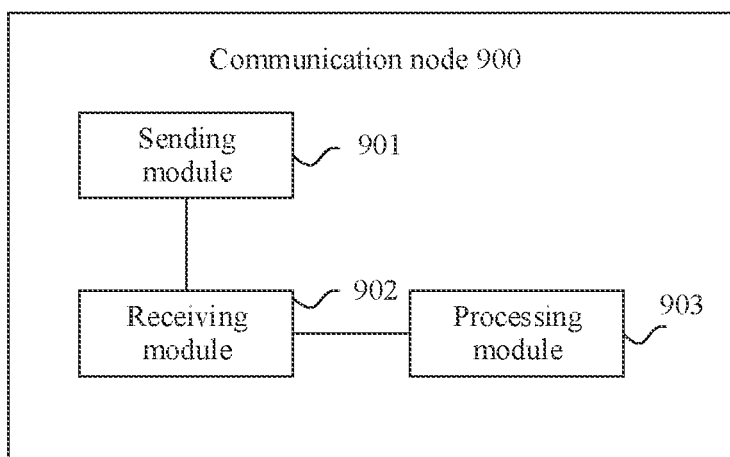 Communication node 900
Sending
module
901
Receiving
module
902
Processing
module
903